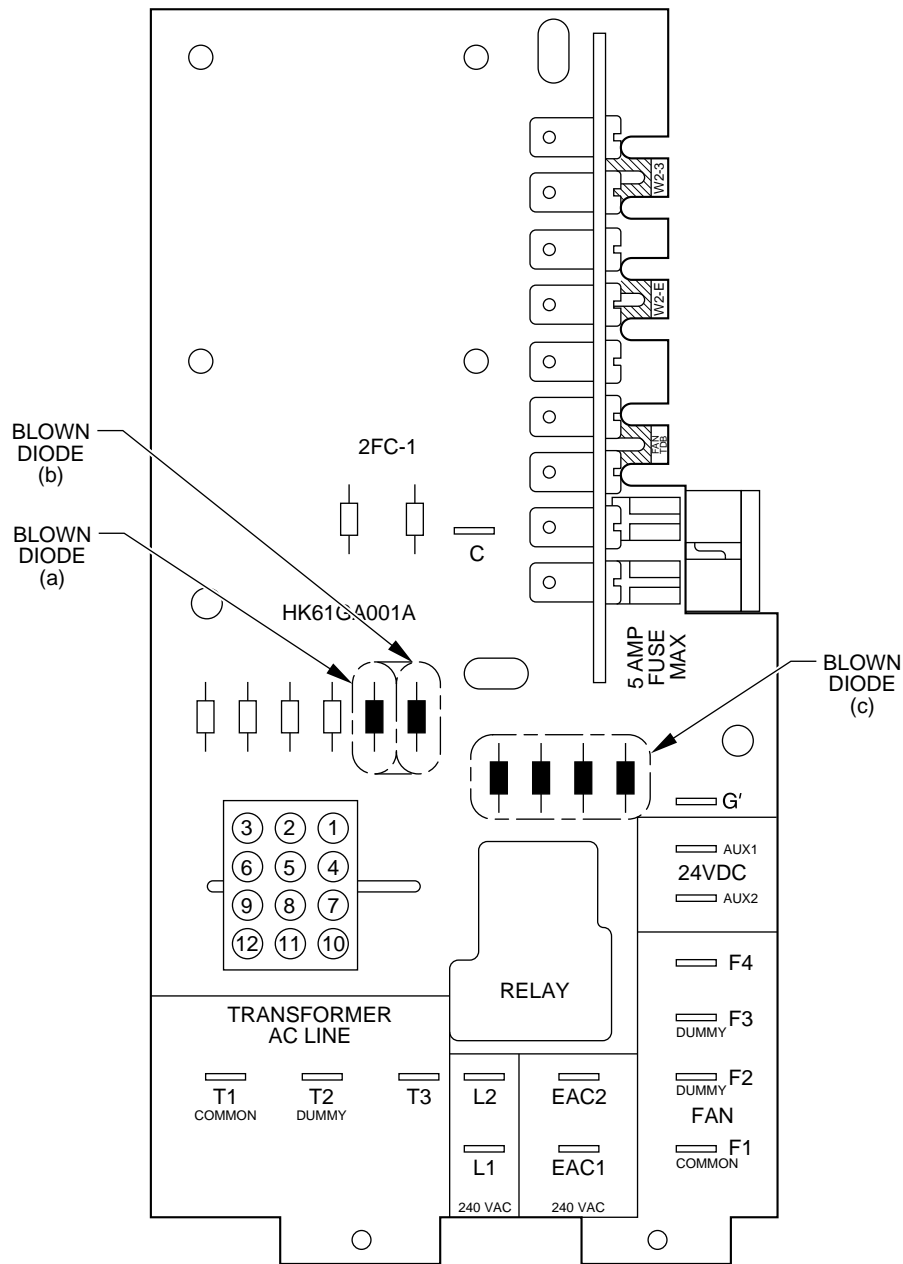 W2-3
W2-E
FAN
TDB
BLOWN
DIODE
(b)
2FC-1
BLOWN
DIODE
(a)
C
HK61GA001A
5 AMP
FUSE
MAX
BLOWN
DIODE
(c)
G'
3 2 1
6 5 4
9 8 7
12 11 10
AUX1
24VDC
AUX2
RELAY
F4
F3
DUMMY
F2
DUMMY
FAN
F1
COMMON
TRANSFORMER
AC LINE
T1
COMMON
T2
DUMMY
T3
L2
EAC2
L1
EAC1
240 VAC
240 VAC